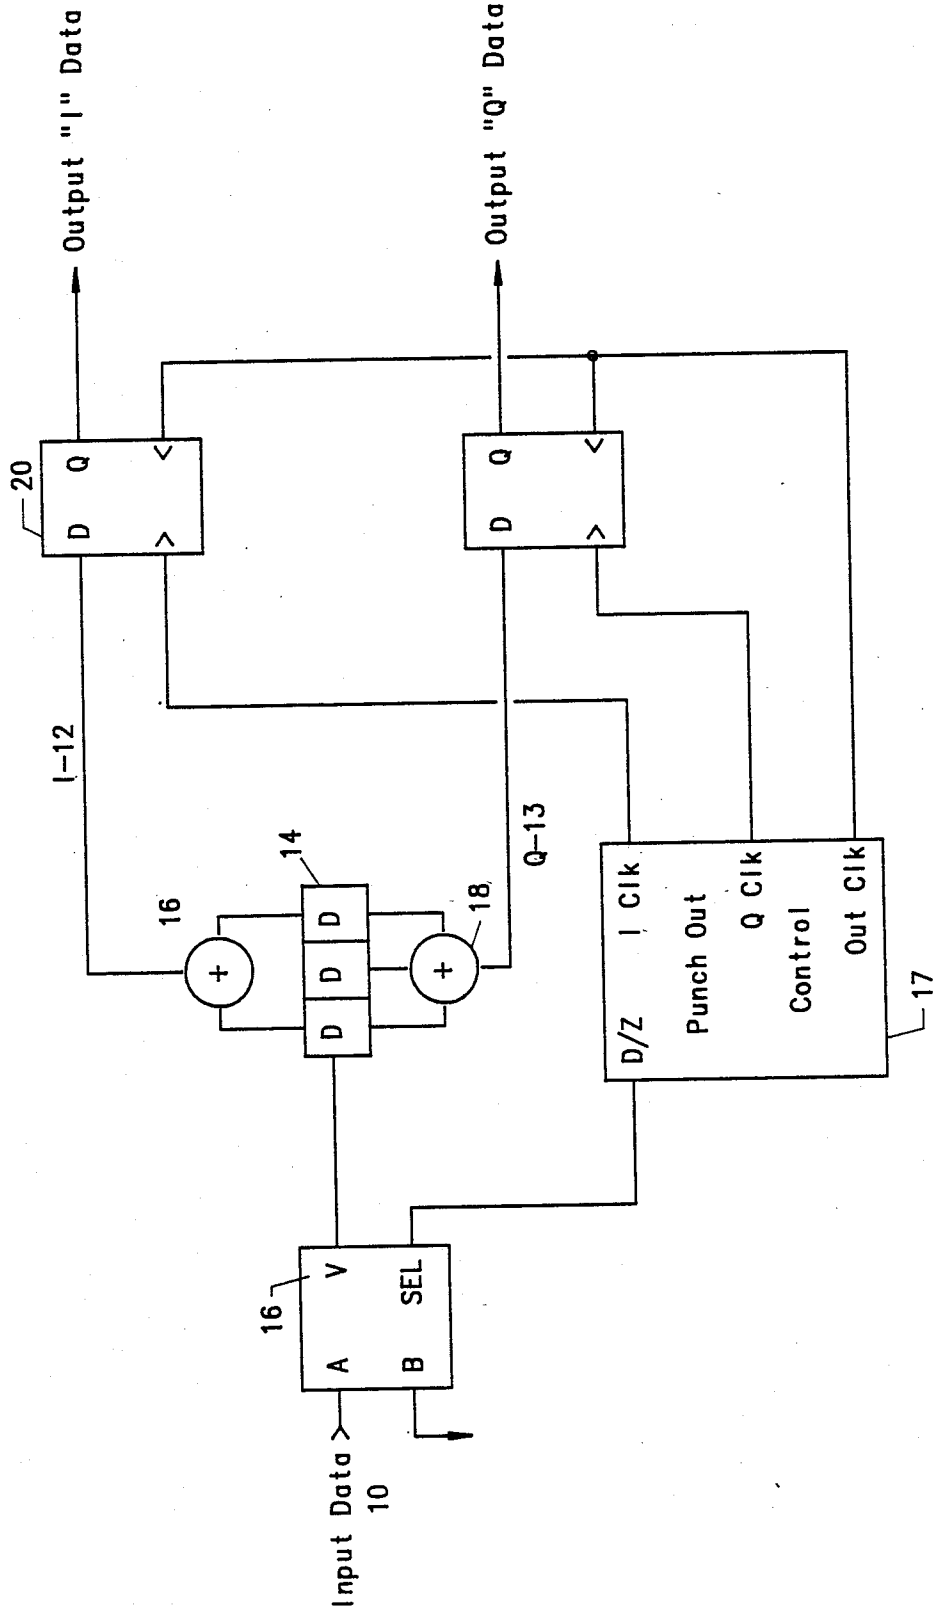 Input Data >
10
16
A
V
B
SEL
14
D
D
D
16
+
+
18
I-12
Q-13
20
D
Q
Output "I" Data
D
Q
Output "Q" Data
D/Z
I Clk
Punch Out
Q Clk
Control
Out Clk
17